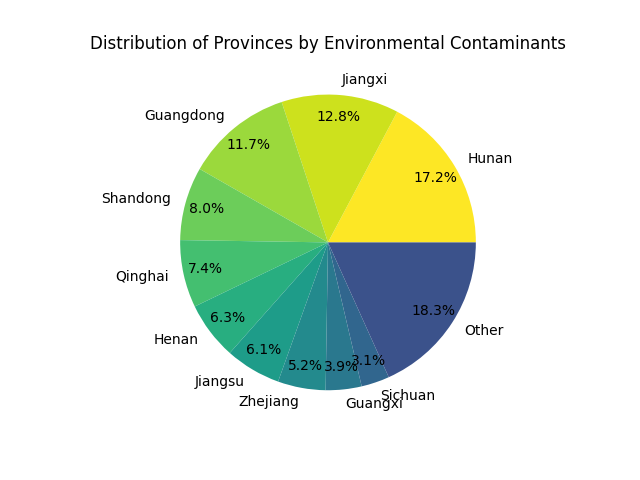 Distribution of Provinces by Environmental Contaminants
Jiangxi
Guangdong
12.8%
11.7%
Hunan
17.2%
Shandong
8.0%
Qinghai
7.4%
6.3%
18.3%
Other
Henan
6.1%
5.2%
3.9%
3.1%
Jiangsu
Zhejiang
Guangxi
Sichuan